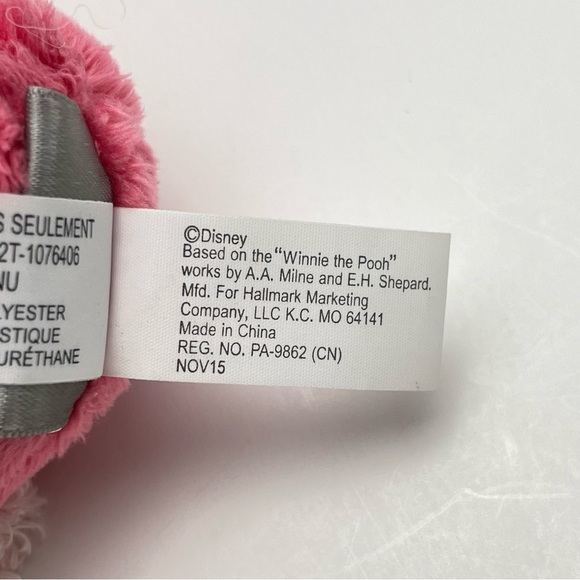 S SEULEMENT
2T-1076406
NU
LYESTER
STIQUE
URÉTHANE
©Disney
Based on the "Winnie the Pooh"
works by A.A. Milne and E.H. Shepard.
Mfd. For Hallmark Marketing
Company, LLC K.C. MO 64141
Made in China
REG. NO. PA-9862 (CN)
NOV15